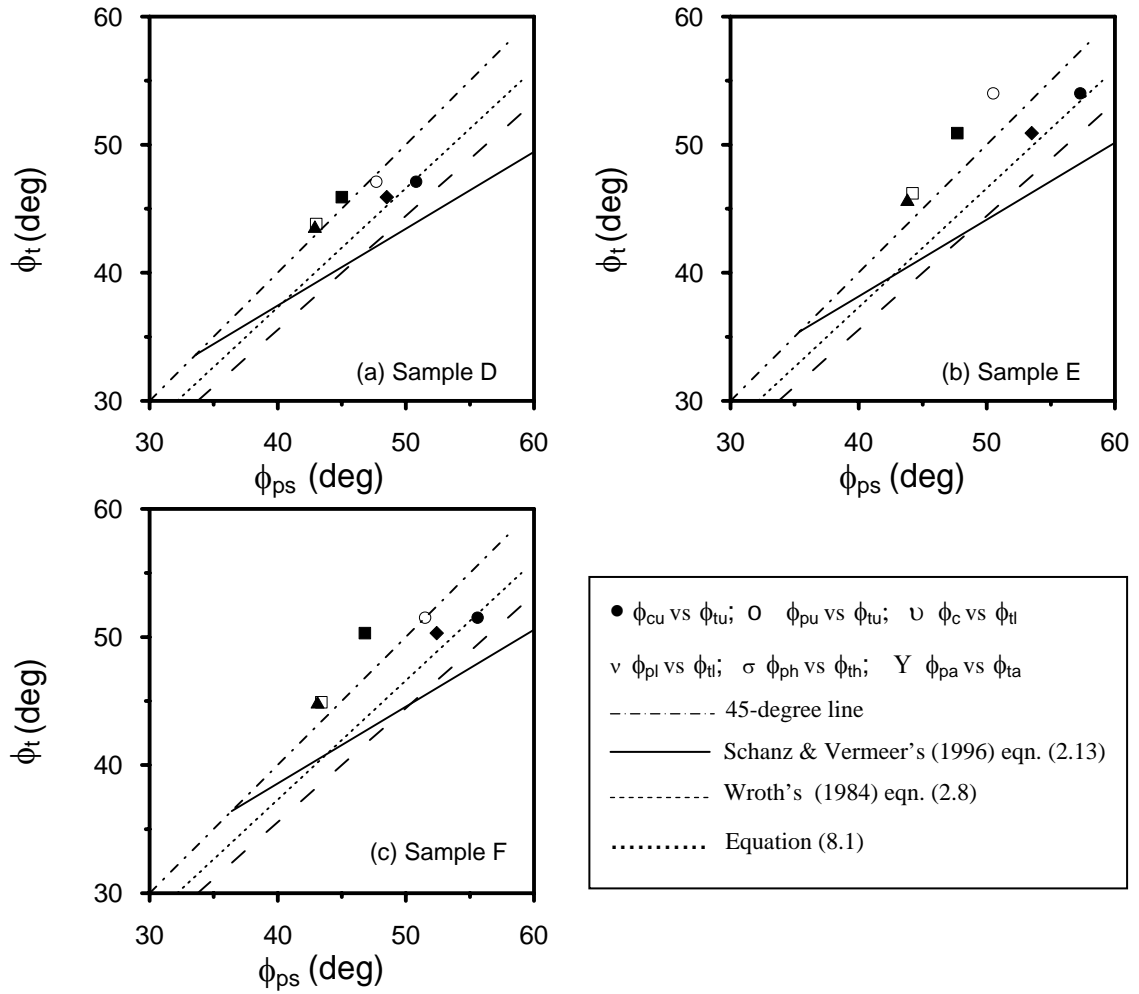 60
50
40
30
ϕt (deg)
(a) Sample D
30 40 50 60
ϕps (deg)
60
50
40
30
ϕt (deg)
(b) Sample E
30 40 50 60
ϕps (deg)
60
50
40
30
ϕt (deg)
(c) Sample F
30 40 50 60
ϕps (deg)
● ϕcu vs ϕtu; ο ϕpu vs ϕtu; υ ϕc vs ϕtl
ν ϕpl vs ϕtl; σ ϕph vs ϕth; Υ ϕpa vs ϕta
45-degree line
Schanz & Vermeer's (1996) eqn. (2.13)
Wroth's (1984) eqn. (2.8)
Equation (8.1)